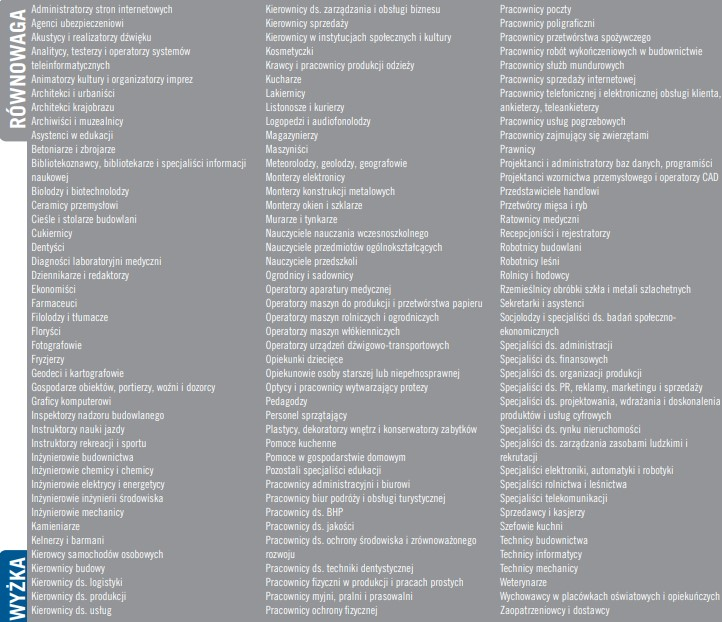 RÓWNOWAGA
Administratorzy stron internetowych
Agenci ubezpieczeniowi
Akustycy i realizatorzy dźwięku
Analitycy, testerzy i operatorzy systemów
teleinformatycznych
Animatorzy kultury i organizatorzy imprez
Architekci i urbaniści
Architekci krajobrazu
Archiwiści i muzealnicy
Asystenci w edukacji
Betoniarze i zbrojarze
Bibliotekoznawcy, bibliotekarze i specjaliści informacji
naukowej
Biolodzy i biotechnolodzy
Ceramicy przemysłowi
Cieśle i stolarze budowlani
Cukiernicy
Dentyści
Diagności laboratoryjni medyczni
Dziennikarze i redaktorzy
Ekonomiści
Farmaceuci
Filolodzy i tłumacze
Floryści
Fotografowie
Fryzjerzy
Geodeci i kartografowie
Gospodarze obiektów, portierzy, woźni i dozorcy
Graficy komputerowi
Inspektorzy nadzoru budowlanego
Instruktorzy nauki jazdy
Instruktorzy rekreacji i sportu
Inżynierowie budownictwa
Inżynierowie chemicy i chemicy
Inżynierowie elektrycy i energetycy
Inżynierowie inżynierii środowiska
Inżynierowie mechanicy
Kamieniarze
Kelnerzy i barmani
Kierowcy samochodów osobowych
Kierownicy budowy
Kierownicy ds. logistyki
Kierownicy ds. produkcji
Kierownicy ds. usług
Kierownicy ds. zarządzania i obsługi biznesu
Kierownicy sprzedaży
Kierownicy w instytucjach społecznych i kultury
Kosmetyczki
Krawcy i pracownicy produkcji odzieży
Kucharze
Lakiernicy
Listonosze i kurierzy
Logopedzi i audiofonolodzy
Magazynierzy
Maszyniści
Meteorolodzy, geolodzy, geografowie
Monterzy elektronicy
Monterzy konstrukcji metalowych
Monterzy okien i szklarze
Murarze i tynkarze
Nauczyciele nauczania wczesnoszkolnego
Nauczyciele przedmiotów ogólnokształcących
Nauczyciele przedszkoli
Ogrodnicy i sadownicy
Operatorzy aparatury medycznej
Operatorzy maszyn do produkcji i przetwórstwa papieru
Operatorzy maszyn rolniczych i ogrodniczych
Operatorzy maszyn włókienniczych
Operatorzy urządzeń dźwigowo-transportowych
Opiekunki dziecięce
Opiekunowie osoby starszej lub niepełnosprawnej
Optycy i pracownicy wytwarzający protezy
Pedagodzy
Personel sprzątający
Plastycy, dekoratorzy wnętrz i konserwatorzy zabytków
Pomoce kuchenne
Pomoce w gospodarstwie domowym
Pozostali specjaliści edukacji
Pracownicy administracyjni i biurowi
Pracownicy biur podróży i obsługi turystycznej
Pracownicy ds. BHP
Pracownicy ds. jakości
Pracownicy ds. ochrony środowiska i zrównoważonego
rozwoju
Pracownicy ds. techniki dentystycznej
Pracownicy fizyczni w produkcji i pracach prostych
Pracownicy myjni, pralni i prasowalni
Pracownicy ochrony fizycznej
Pracownicy poczty
Pracownicy poligraficzni
Pracownicy przetwórstwa spożywczego
Pracownicy robót wykończeniowych w budownictwie
Pracownicy służb mundurowych
Pracownicy sprzedaży internetowej
Pracownicy telefonicznej i elektronicznej obsługi klienta,
ankieterzy, teleankieterzy
Pracownicy usług pogrzebowych
Pracownicy zajmujący się zwierzętami
Prawnicy
Projektanci i administratorzy baz danych, programiści
Projektanci wzornictwa przemysłowego i operatorzy CAD
Przedstawiciele handlowi
Przetwórcy mięsa i ryb
Ratownicy medyczni
Recepcjoniści i rejestratorzy
Robotnicy budowlani
Robotnicy leśni
Rolnicy i hodowcy
Rzemieślnicy obróbki szkła i metali szlachetnych
Sekretarki i asystenci
Socjolodzy i specjaliści ds. badań społeczno-
ekonomicznych
Specjaliści ds. administracji
Specjaliści ds. finansowych
Specjaliści ds. organizacji produkcji
Specjaliści ds. PR, reklamy, marketingu i sprzedaży
Specjaliści ds. projektowania, wdrażania i doskonalenia
produktów i usług cyfrowych
Specjaliści ds. rynku nieruchomości
Specjaliści ds. zarządzania zasobami ludzkimi i
rekrutacji
Specjaliści elektroniki, automatyki i robotyki
Specjaliści rolnictwa i leśnictwa
Specjaliści telekomunikacji
Sprzedawcy i kasjerzy
Szefowie kuchni
Technicy budownictwa
Technicy informatycy
Technicy mechanicy
Weterynarze
Wychowawcy w placówkach oświatowych i opiekuńczych
Zaopatrzeniowcy i dostawcy
WYŻKA